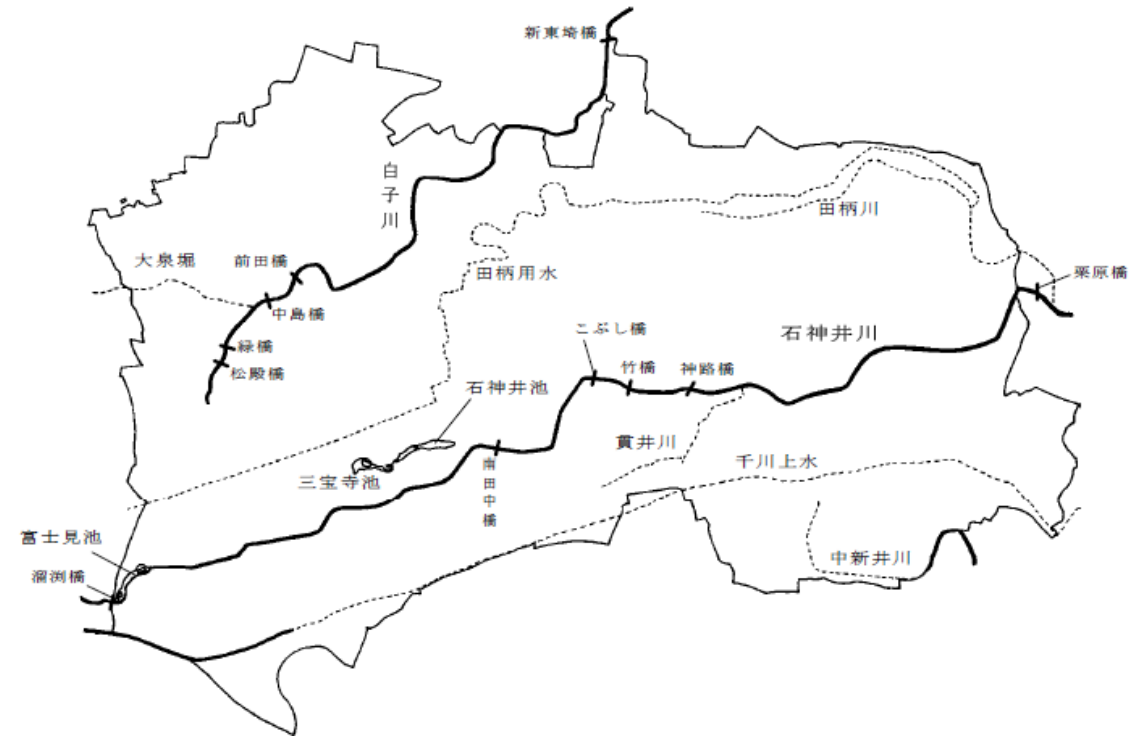 新東埼橋
白子川
田柄川
大泉堀
前田橋
田柄用水
栗原橋
中島橋
こぶし橋
石神井川
緑橋
松殿橋
竹橋
神路橋
石神井池
貫井川
千川上水
三宝寺池
南田中橋
富士見池
中新井川
溜渕橋